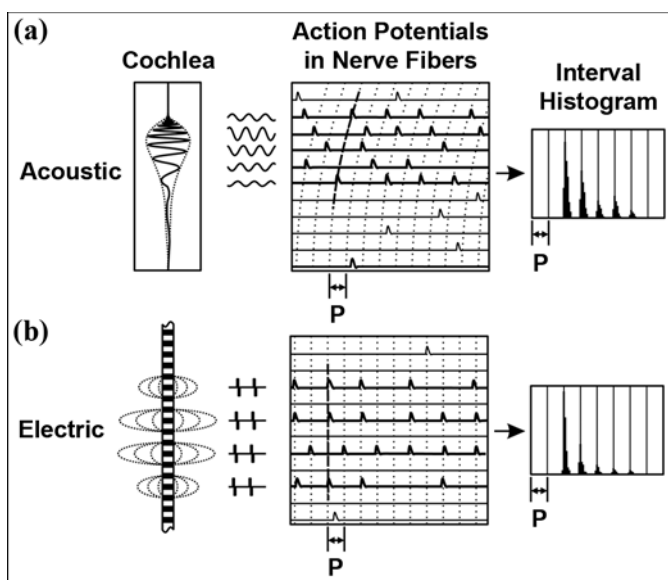 (a)
Cochlea
Action Potentials
in Nerve Fibers
Interval
Histogram
Acoustic
P
P
(b)
Electric
P
P